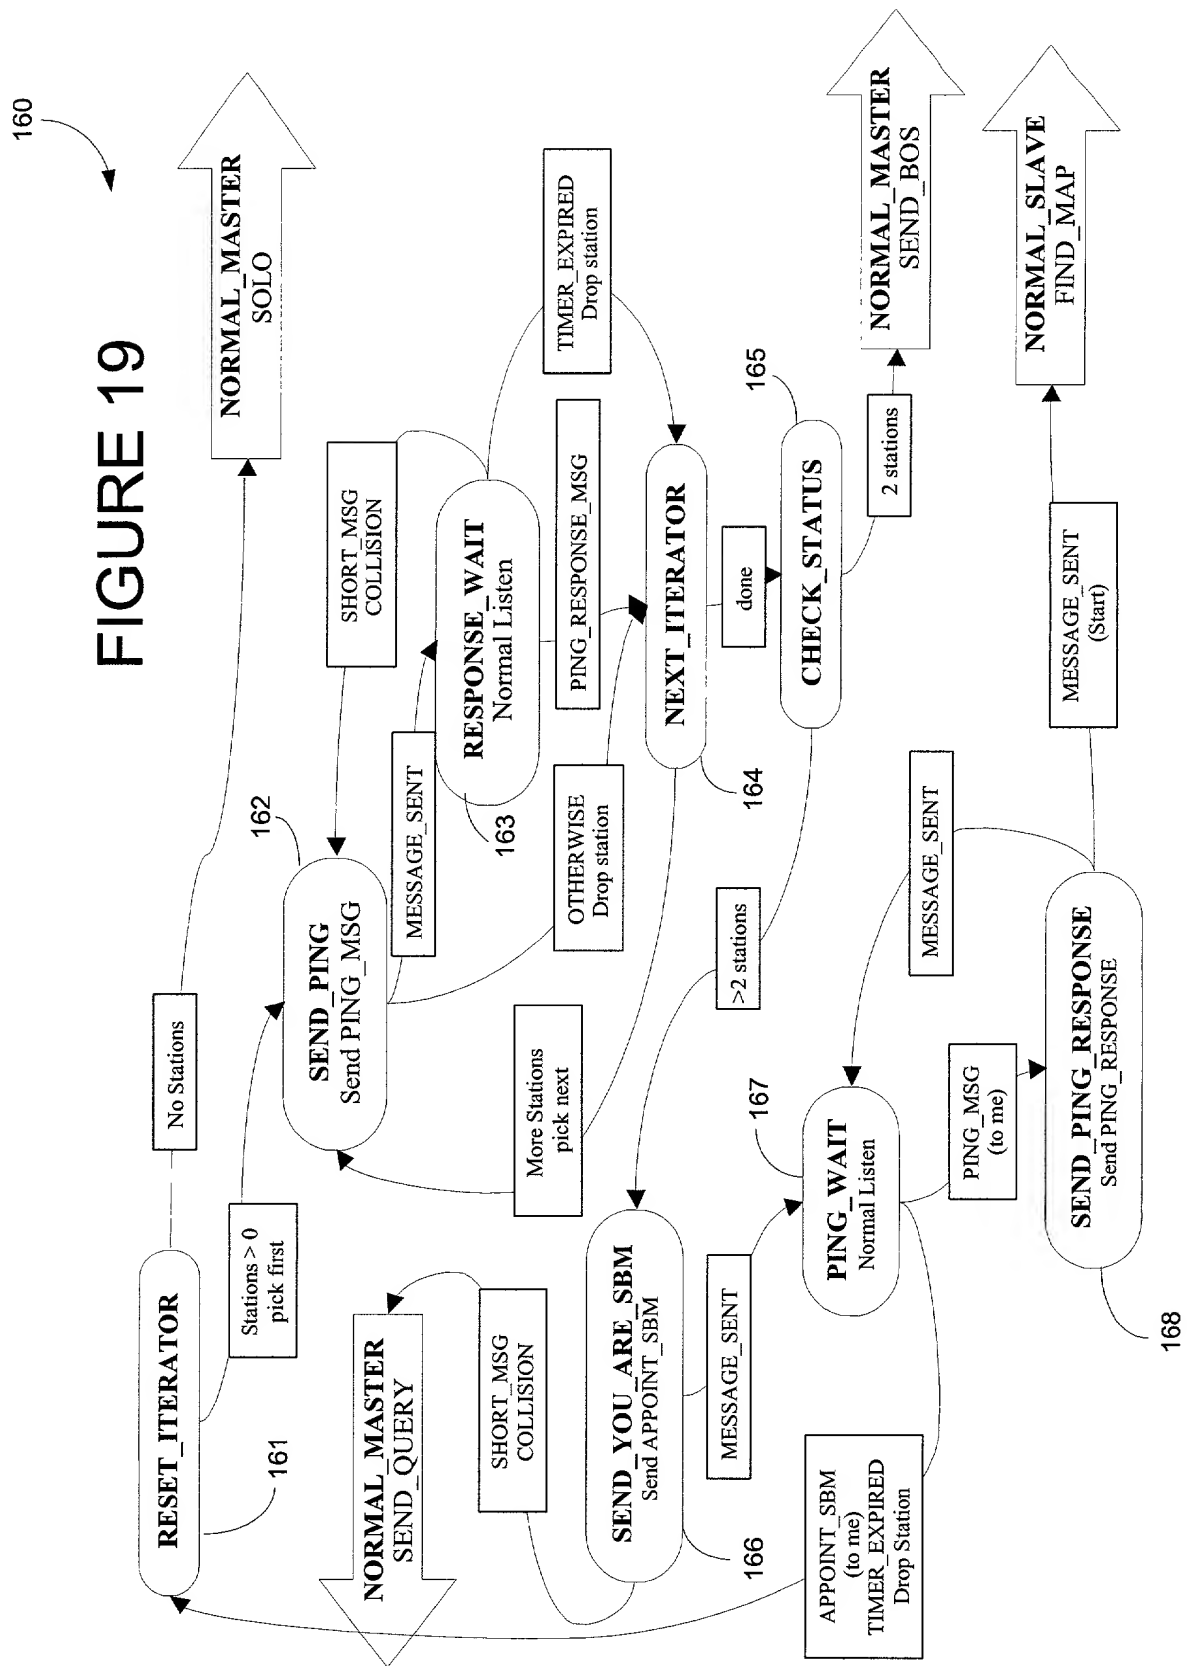 FIGURE 19
160
RESET_ITERATOR
161
No Stations
NORMAL_MASTER
SOLO
Stations > 0
pick first
SEND_PING
Send PING_MSG
162
SHORT_MSG
COLLISION
MESSAGE_SENT
RESPONSE_WAIT
Normal Listen
163
TIMER_EXPIRED
Drop station
PING_RESPONSE_MSG
OTHERWISE
Drop station
NEXT_ITERATOR
164
More Stations
pick next
done
CHECK_STATUS
165
2 stations
NORMAL_MASTER
SEND_BOS
>2 stations
NORMAL_MASTER
SEND_QUERY
SHORT_MSG
COLLISION
SEND_YOU_ARE_SBM
Send APPOINT_SBM
166
MESSAGE_SENT
PING_WAIT
Normal Listen
167
APPOINT_SBM
(to me)
TIMER_EXPIRED
Drop Station
PING_MSG
(to me)
MESSAGE_SENT
SEND_PING_RESPONSE
Send PING_RESPONSE
168
MESSAGE_SENT
(Start)
NORMAL_SLAVE
FIND_MAP